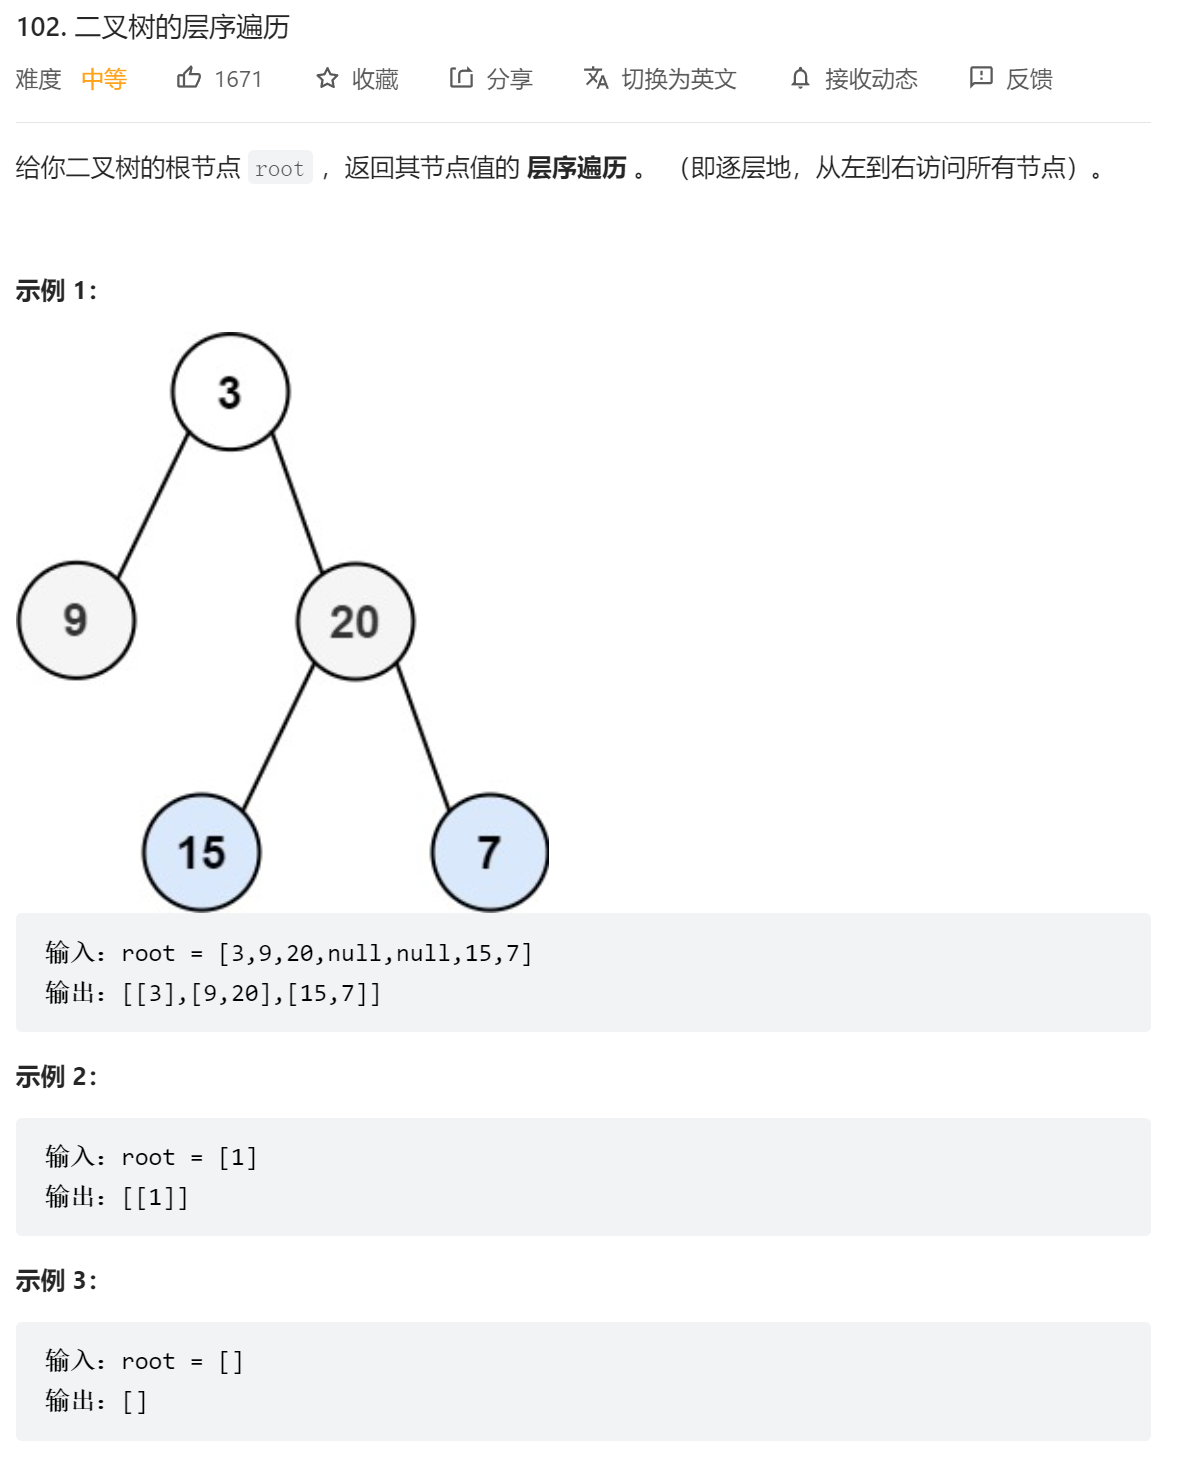 102. 二叉树的层序遍历
难度 中等 1671 收藏 分享 切换为英文 接收动态 反馈
给你二叉树的根节点 root ，返回其节点值的 层序遍历 。 （即逐层地，从左到右访问所有节点）。
示例 1：
3
9 20
15 7
输入：root = [3,9,20,null,null,15,7]
输出：[[3],[9,20],[15,7]]
示例 2：
输入：root = [1]
输出：[[1]]
示例 3：
输入：root = []
输出：[]